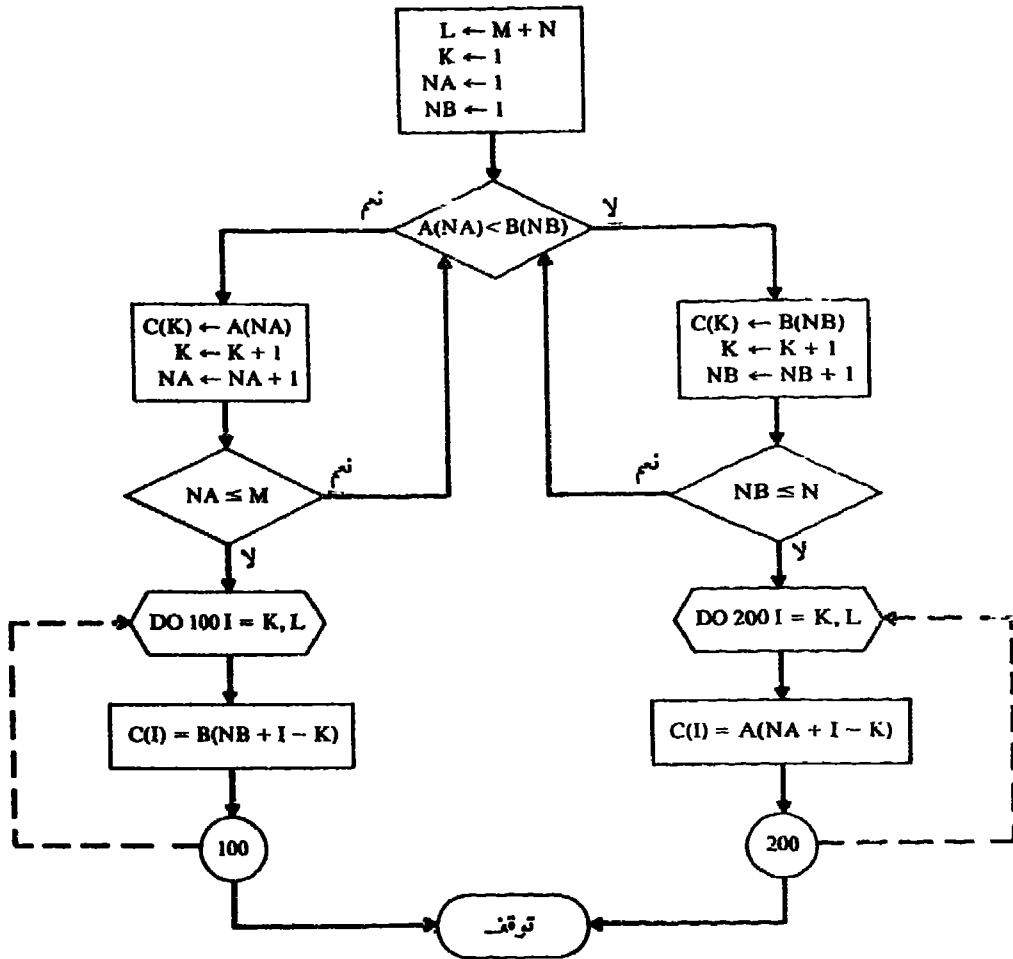 L ← M + N
K ← 1
NA ← 1
NB ← 1
نعم
لا
A(NA) < B(NB)
C(K) ← A(NA)
K ← K + 1
NA ← NA + 1
C(K) ← B(NB)
K ← K + 1
NB ← NB + 1
NA ≤ M
نعم
نعم
NB ≤ N
لا
لا
DO 100 I = K, L
DO 200 I = K, L
C(I) = B(NB + I − K)
C(I) = A(NA + I − K)
100
200
توقف